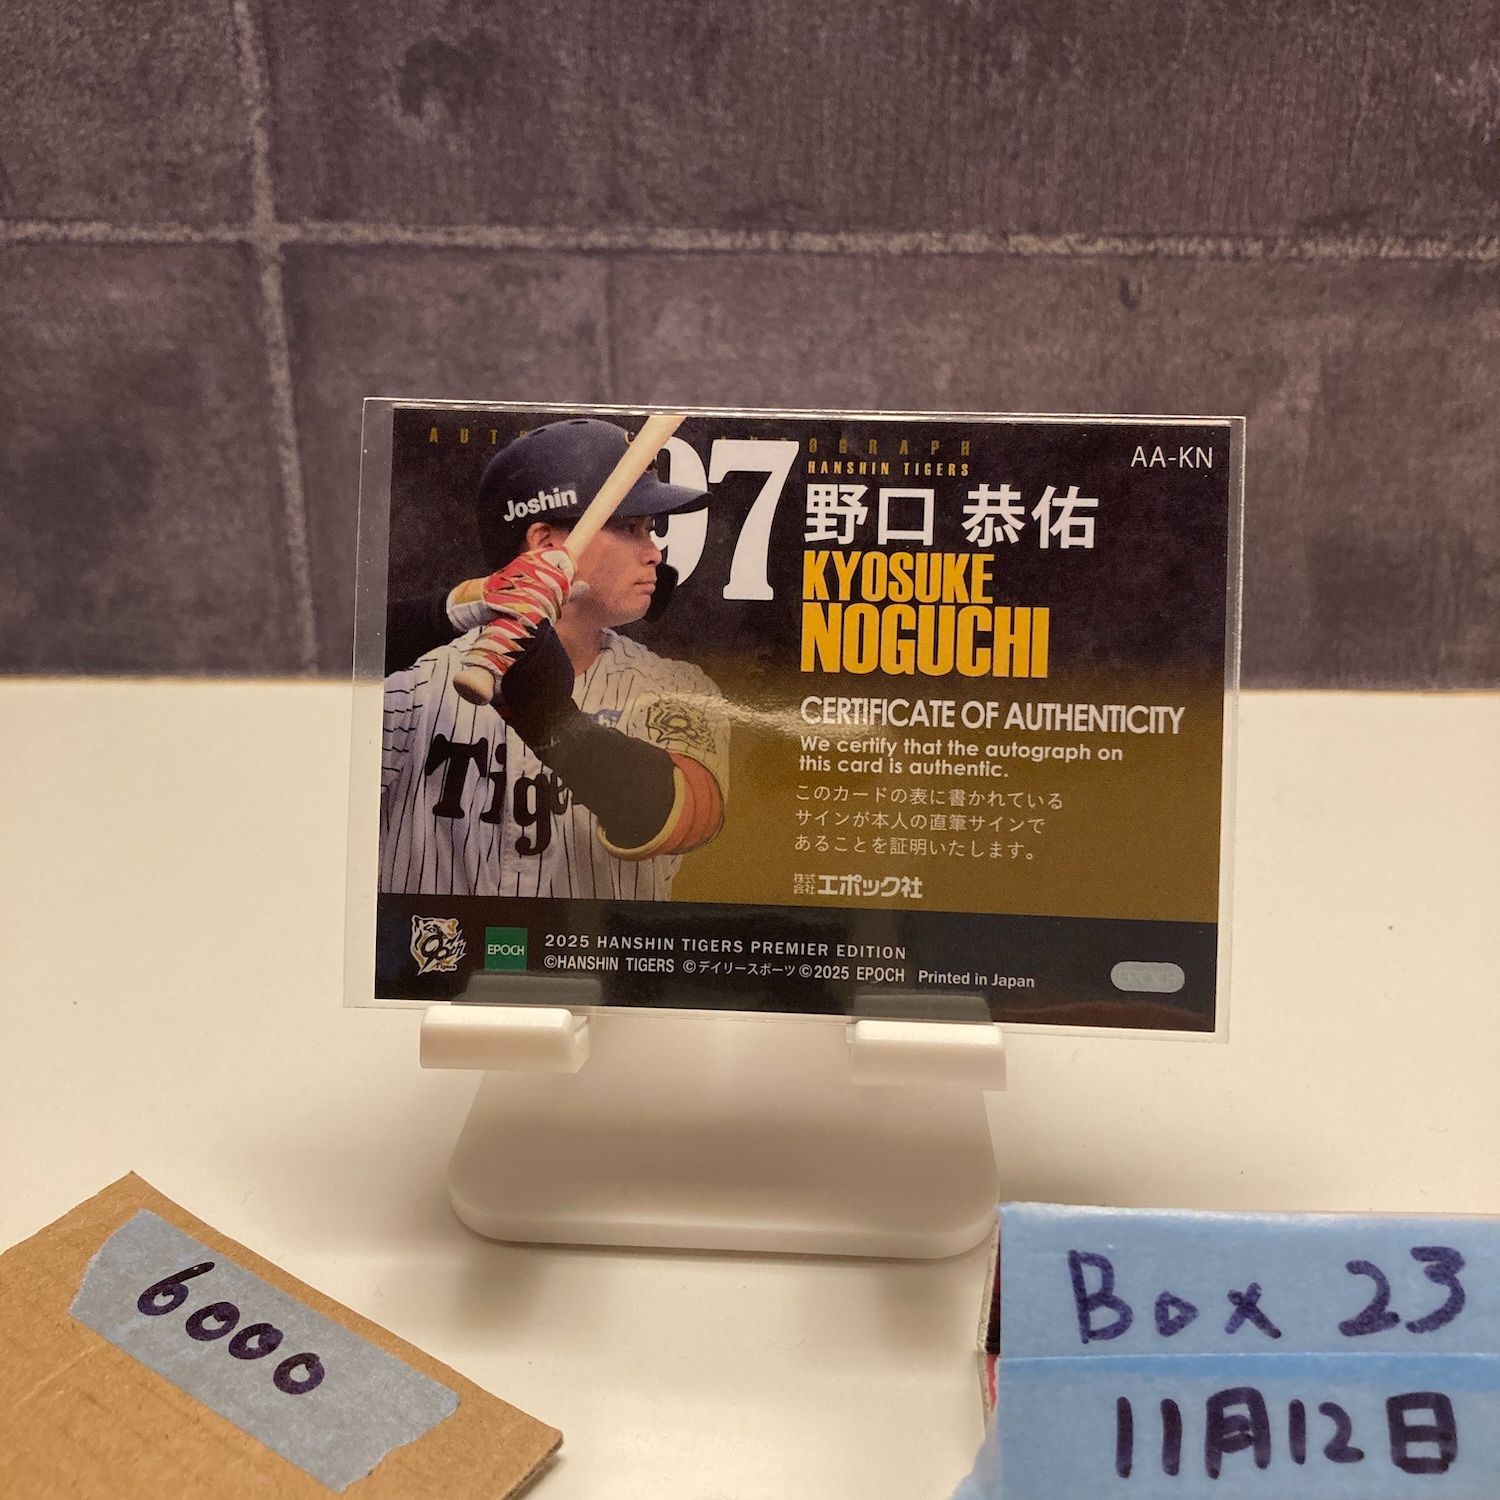 AUTHENTIC AUTOGRAPH
HANSHIN TIGERS
AA-KN
97
野口 恭佑
KYOSUKE
NOGUCHI
Joshin
Tige
CERTIFICATE OF AUTHENTICITY
We certify that the autograph on
this card is authentic.
このカードの表に書かれている
サインが本人の直筆サインで
あることを証明いたします。
株式会社エポック社
EPOCH
2025 HANSHIN TIGERS PREMIER EDITION
©HANSHIN TIGERS ©デイリースポーツ ©2025 EPOCH Printed in Japan
EPOCH
6000
Box 23
11月12日